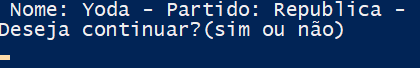 Nome: Yoda - Partido: Republica -
Deseja continuar?(sim ou não)